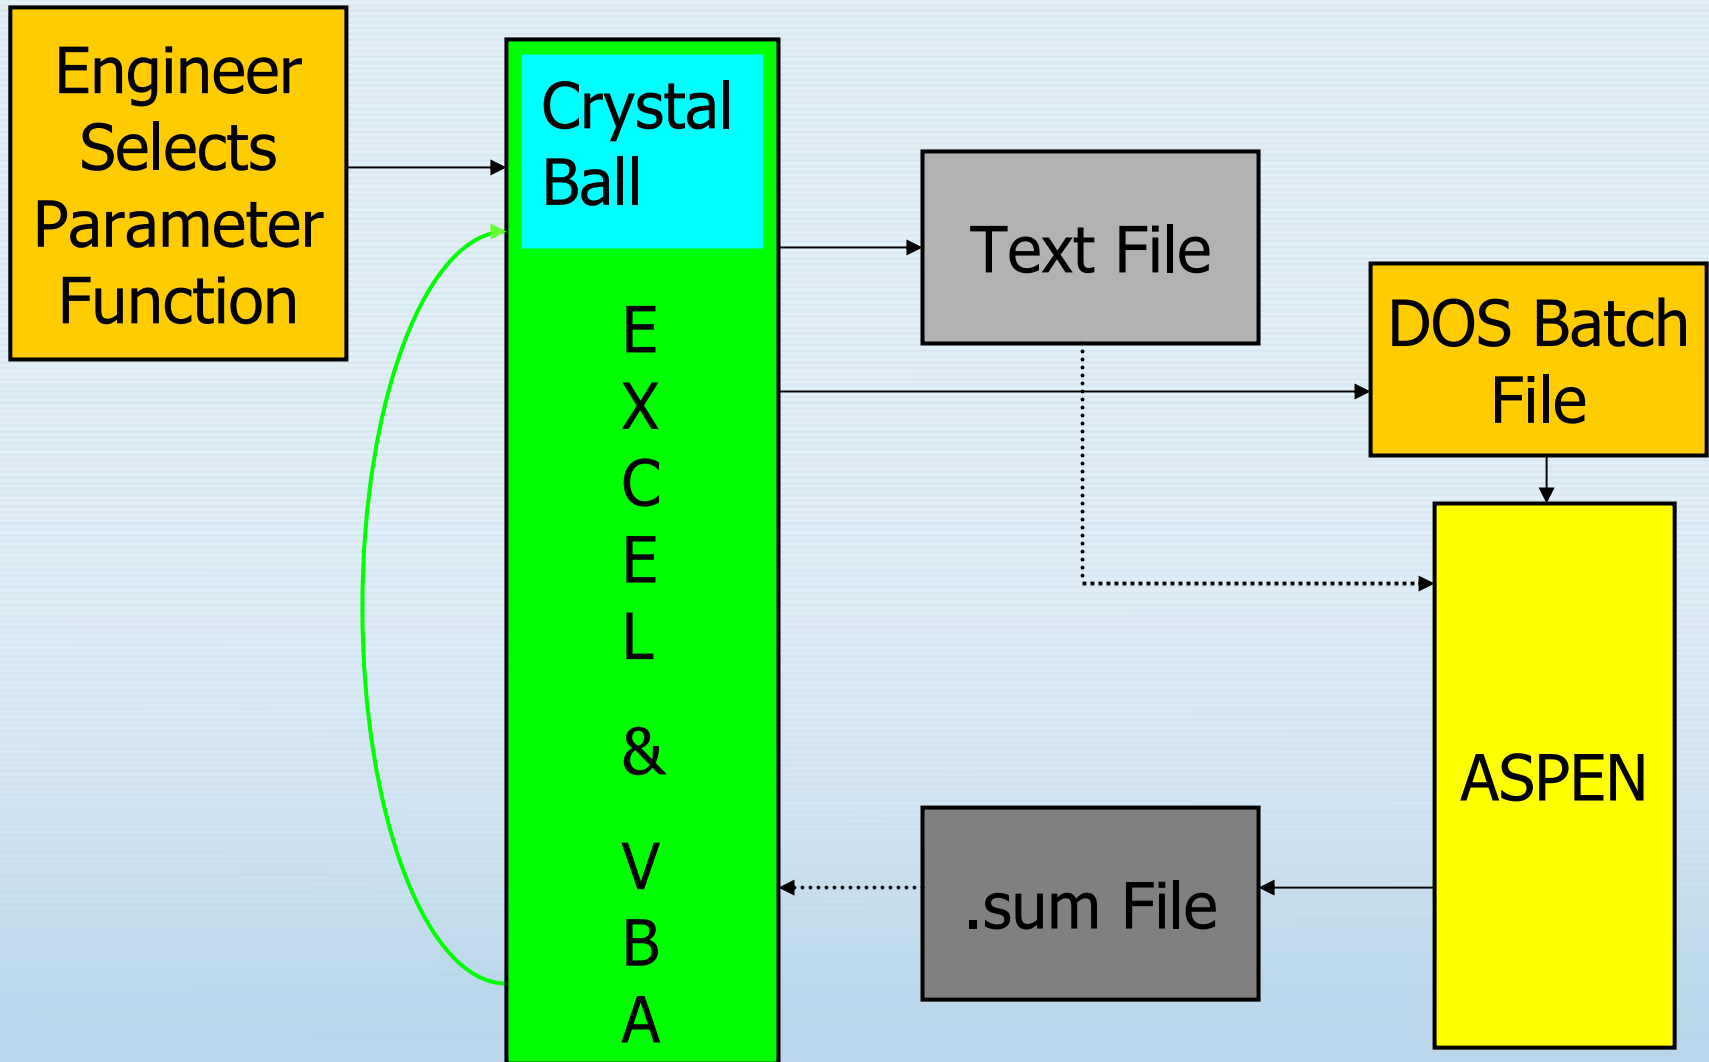 Engineer
Selects
Parameter
Function
Crystal
Ball
E
X
C
E
L
&
V
B
A
Text File
DOS Batch
File
ASPEN
.sum File